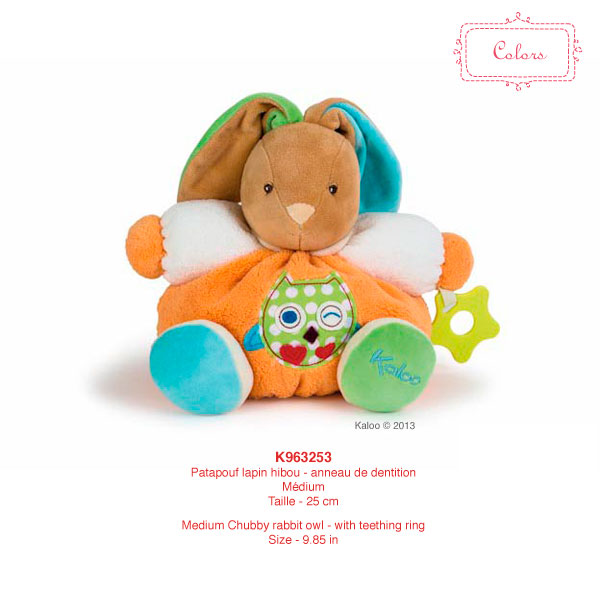 Colors
Kaloo
Kaloo © 2013
K963253
Patapouf lapin hibou - anneau de dentition
Médium
Taille - 25 cm
Medium Chubby rabbit owl - with teething ring
Size - 9.85 in